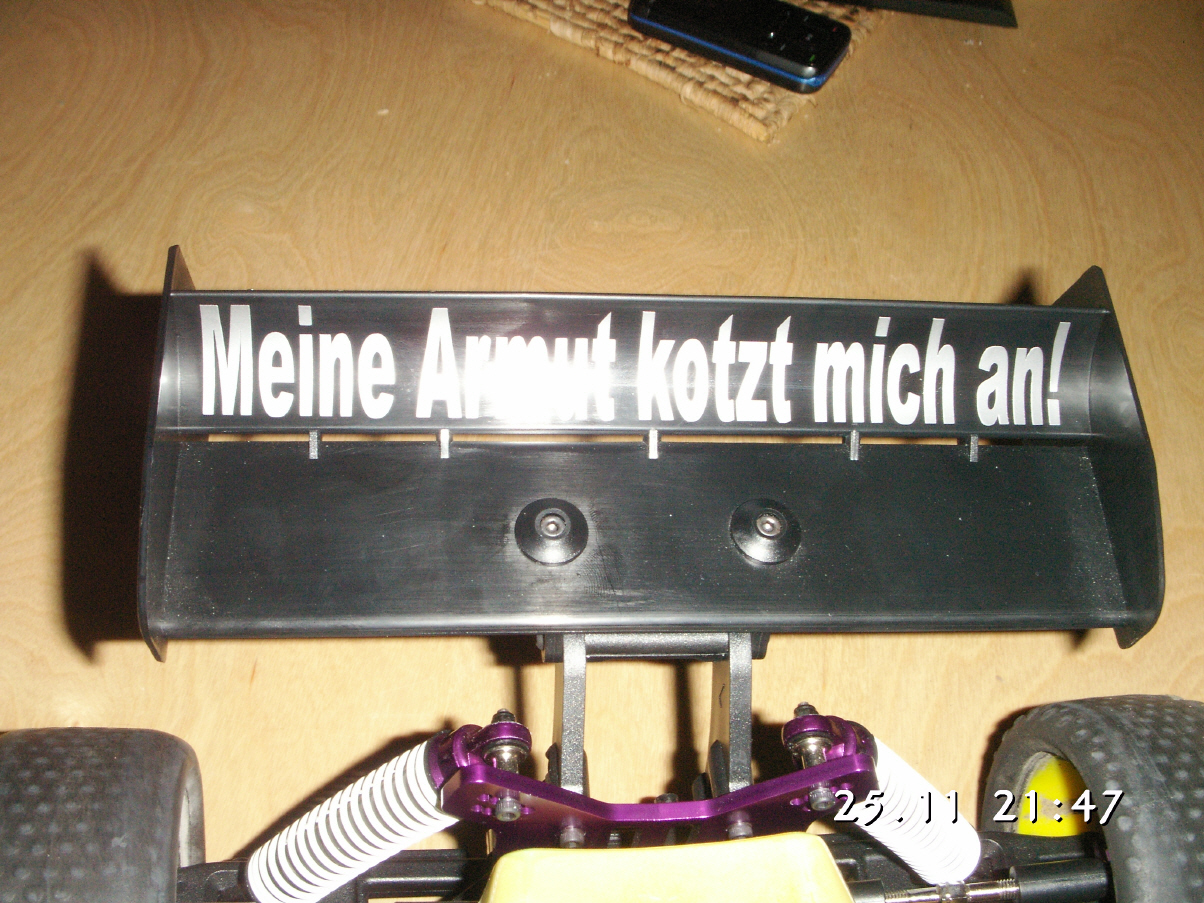 Meine Armut kotzt mich an!
25.11 21:47